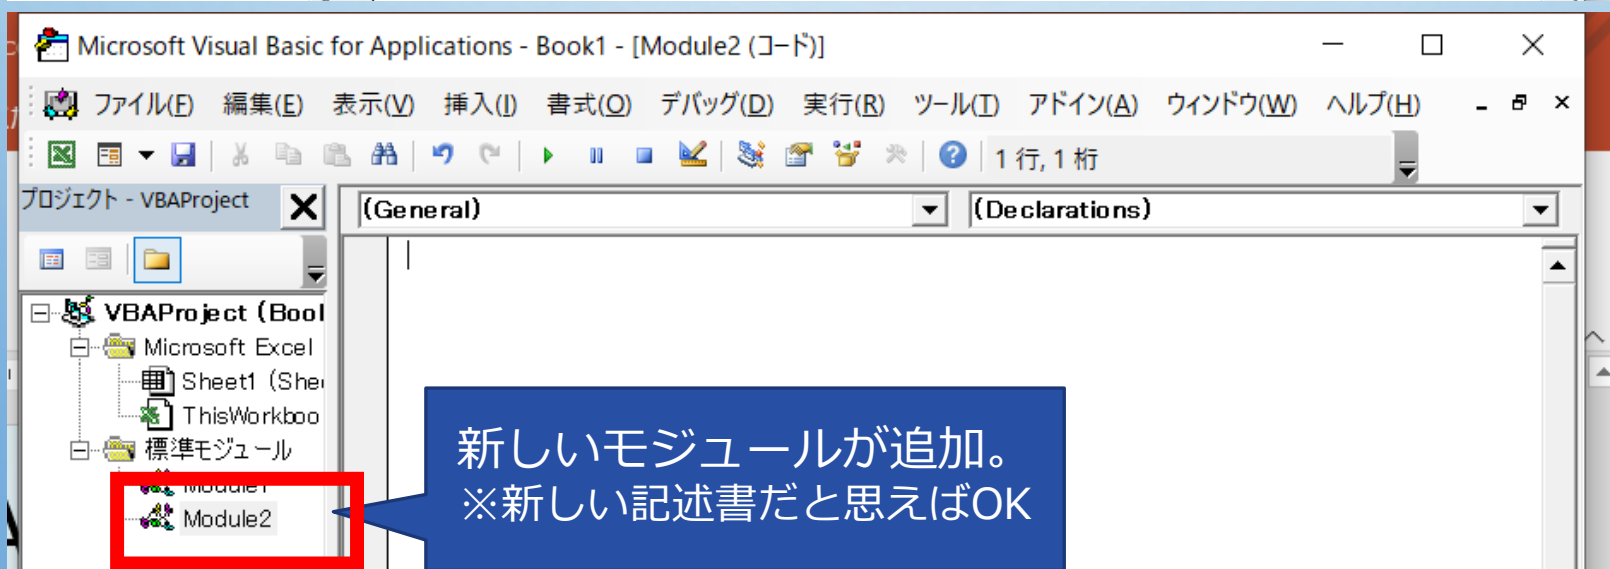 Microsoft Visual Basic for Applications - Book1 - [Module2 (コード)]
ファイル(F) 編集(E) 表示(V) 挿入(I) 書式(O) デバッグ(D) 実行(R) ツール(T) アドイン(A) ウィンドウ(W) ヘルプ(H)
1 行, 1 桁
プロジェクト - VBAProject
(General) (Declarations)
VBAProject (Bool
Microsoft Excel
Sheet1 (She
ThisWorkboo
標準モジュール
Module1
Module2
新しいモジュールが追加。
※新しい記述書だと思えばOK